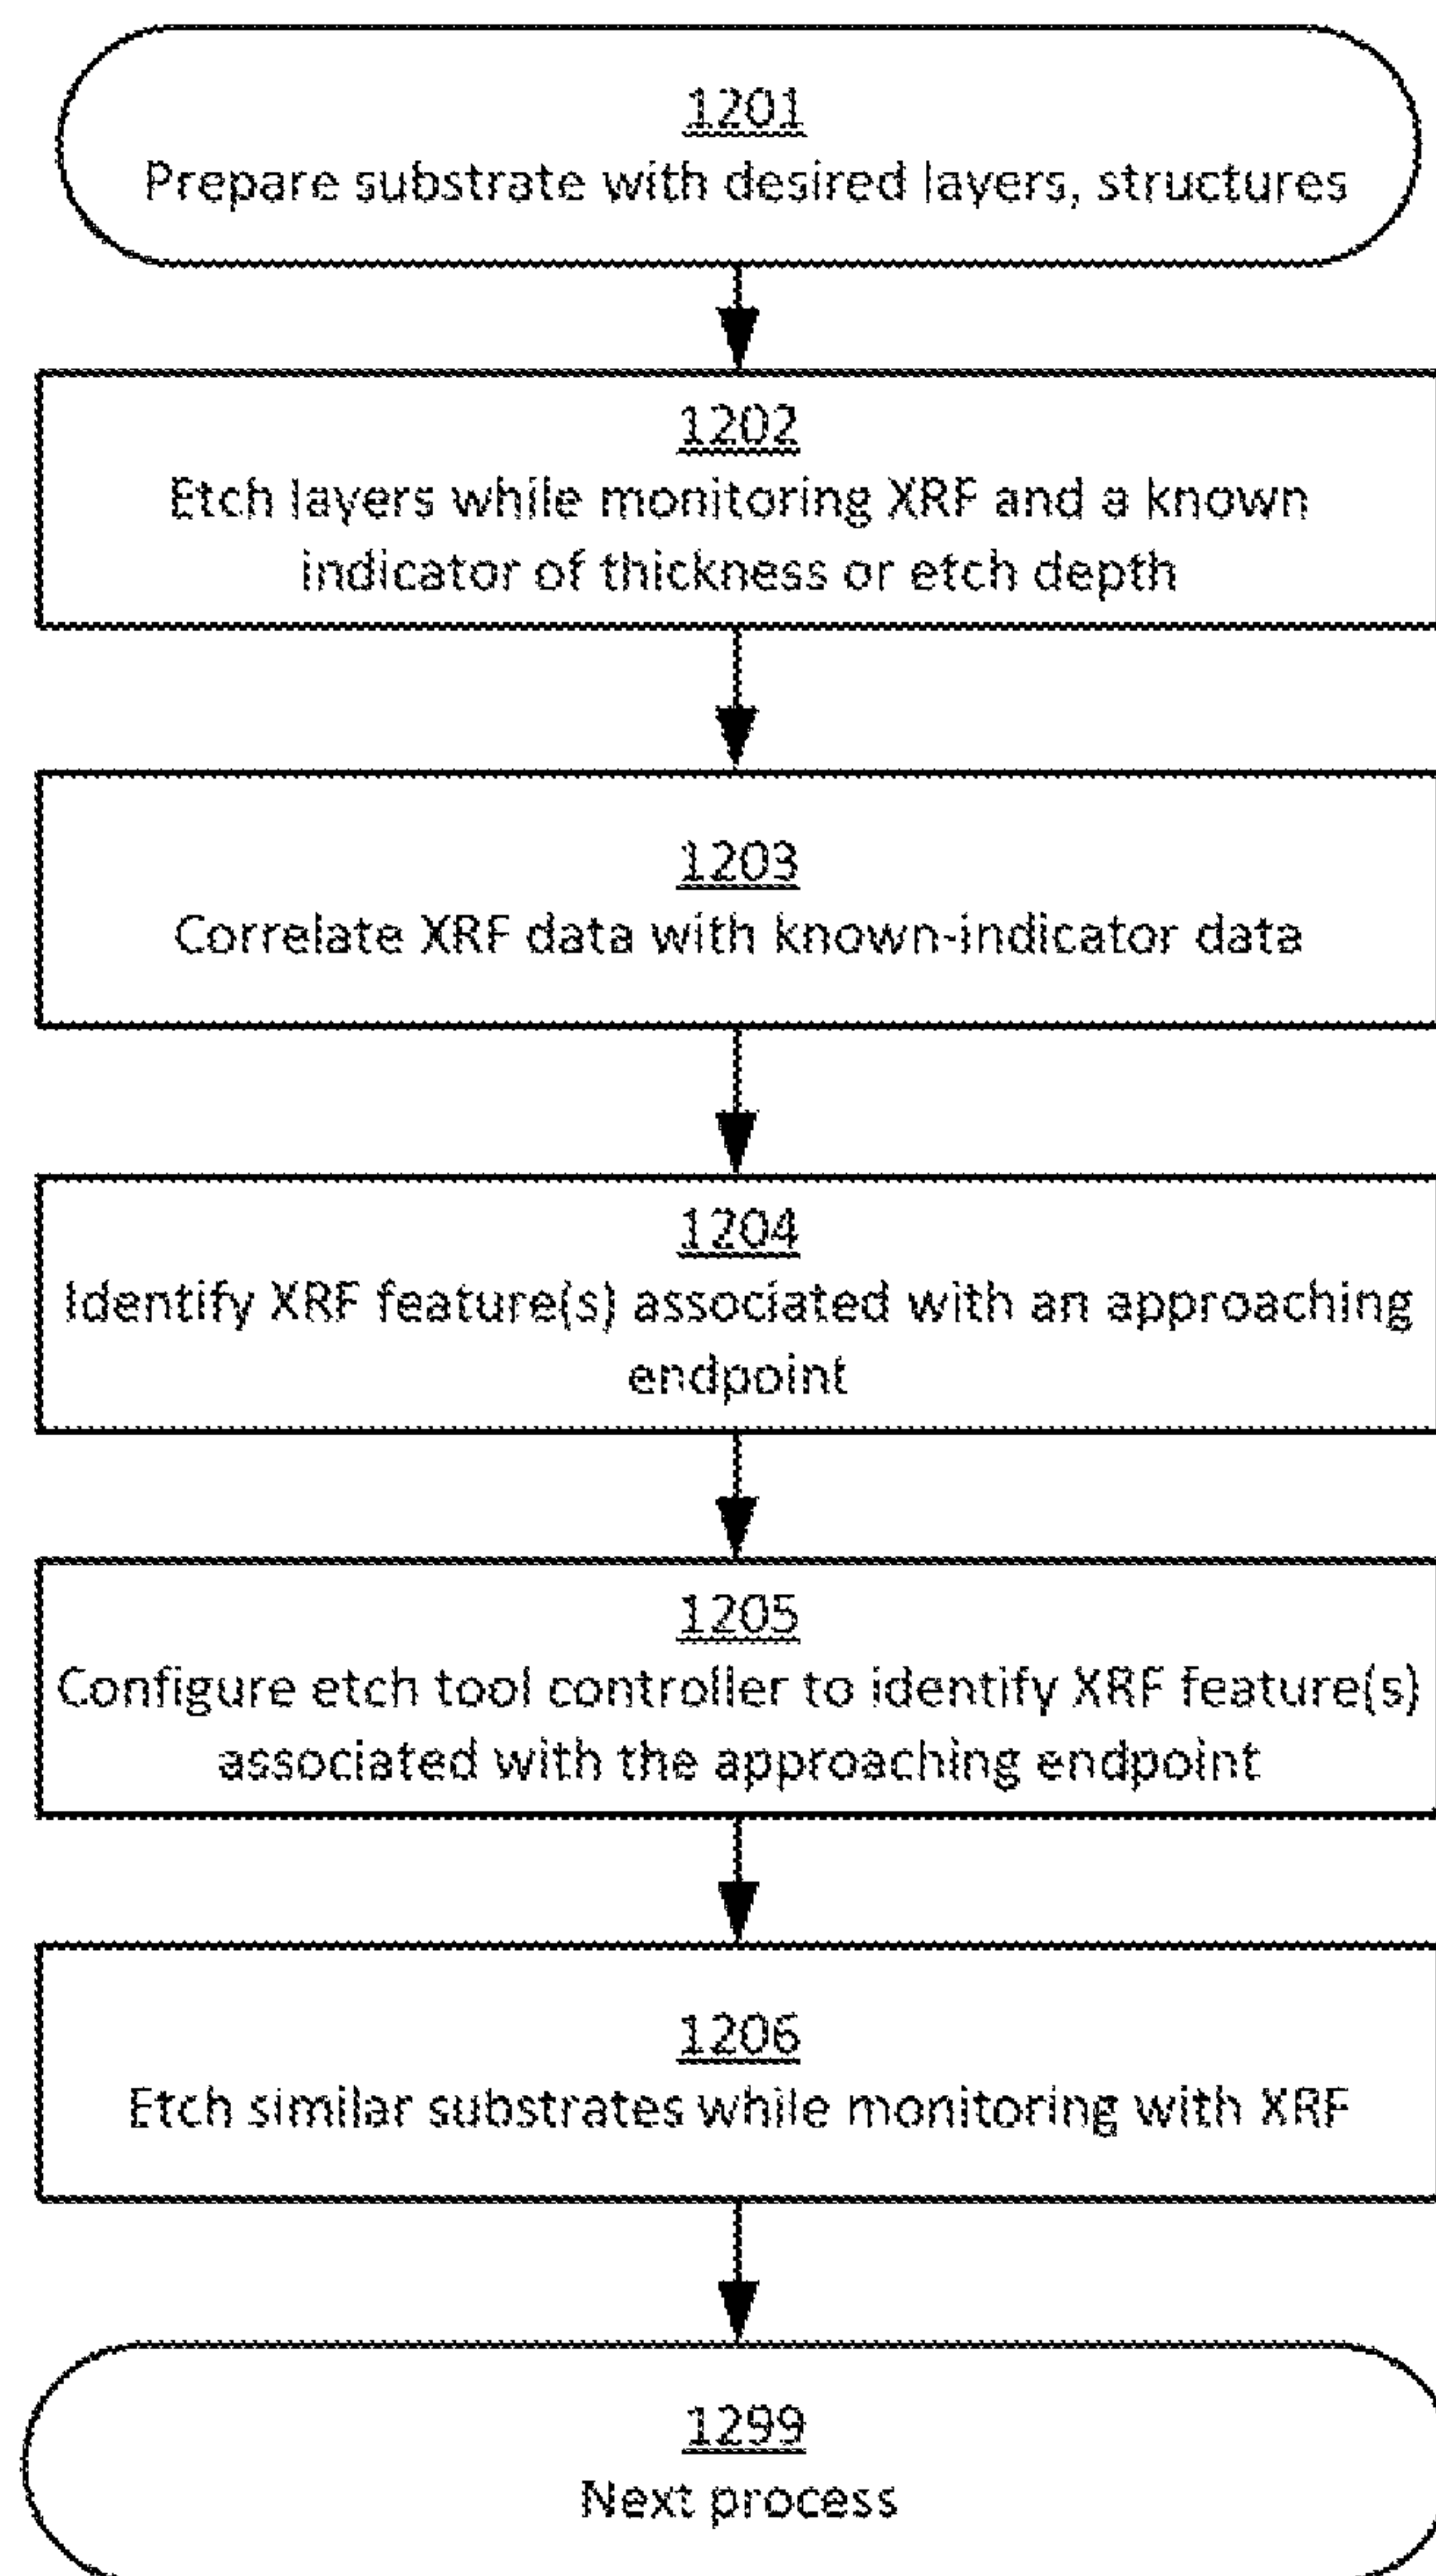 1201
Prepare substrate with desired layers, structures
1202
Etch layers while monitoring XRF and a known
indicator of thickness or etch depth
1203
Correlate XRF data with known-indicator data
1204
Identify XRF feature(s) associated with an approaching
endpoint
1205
Configure etch tool controller to identify XRF feature(s)
associated with the approaching endpoint
1206
Etch similar substrates while monitoring with XRF
1299
Next process